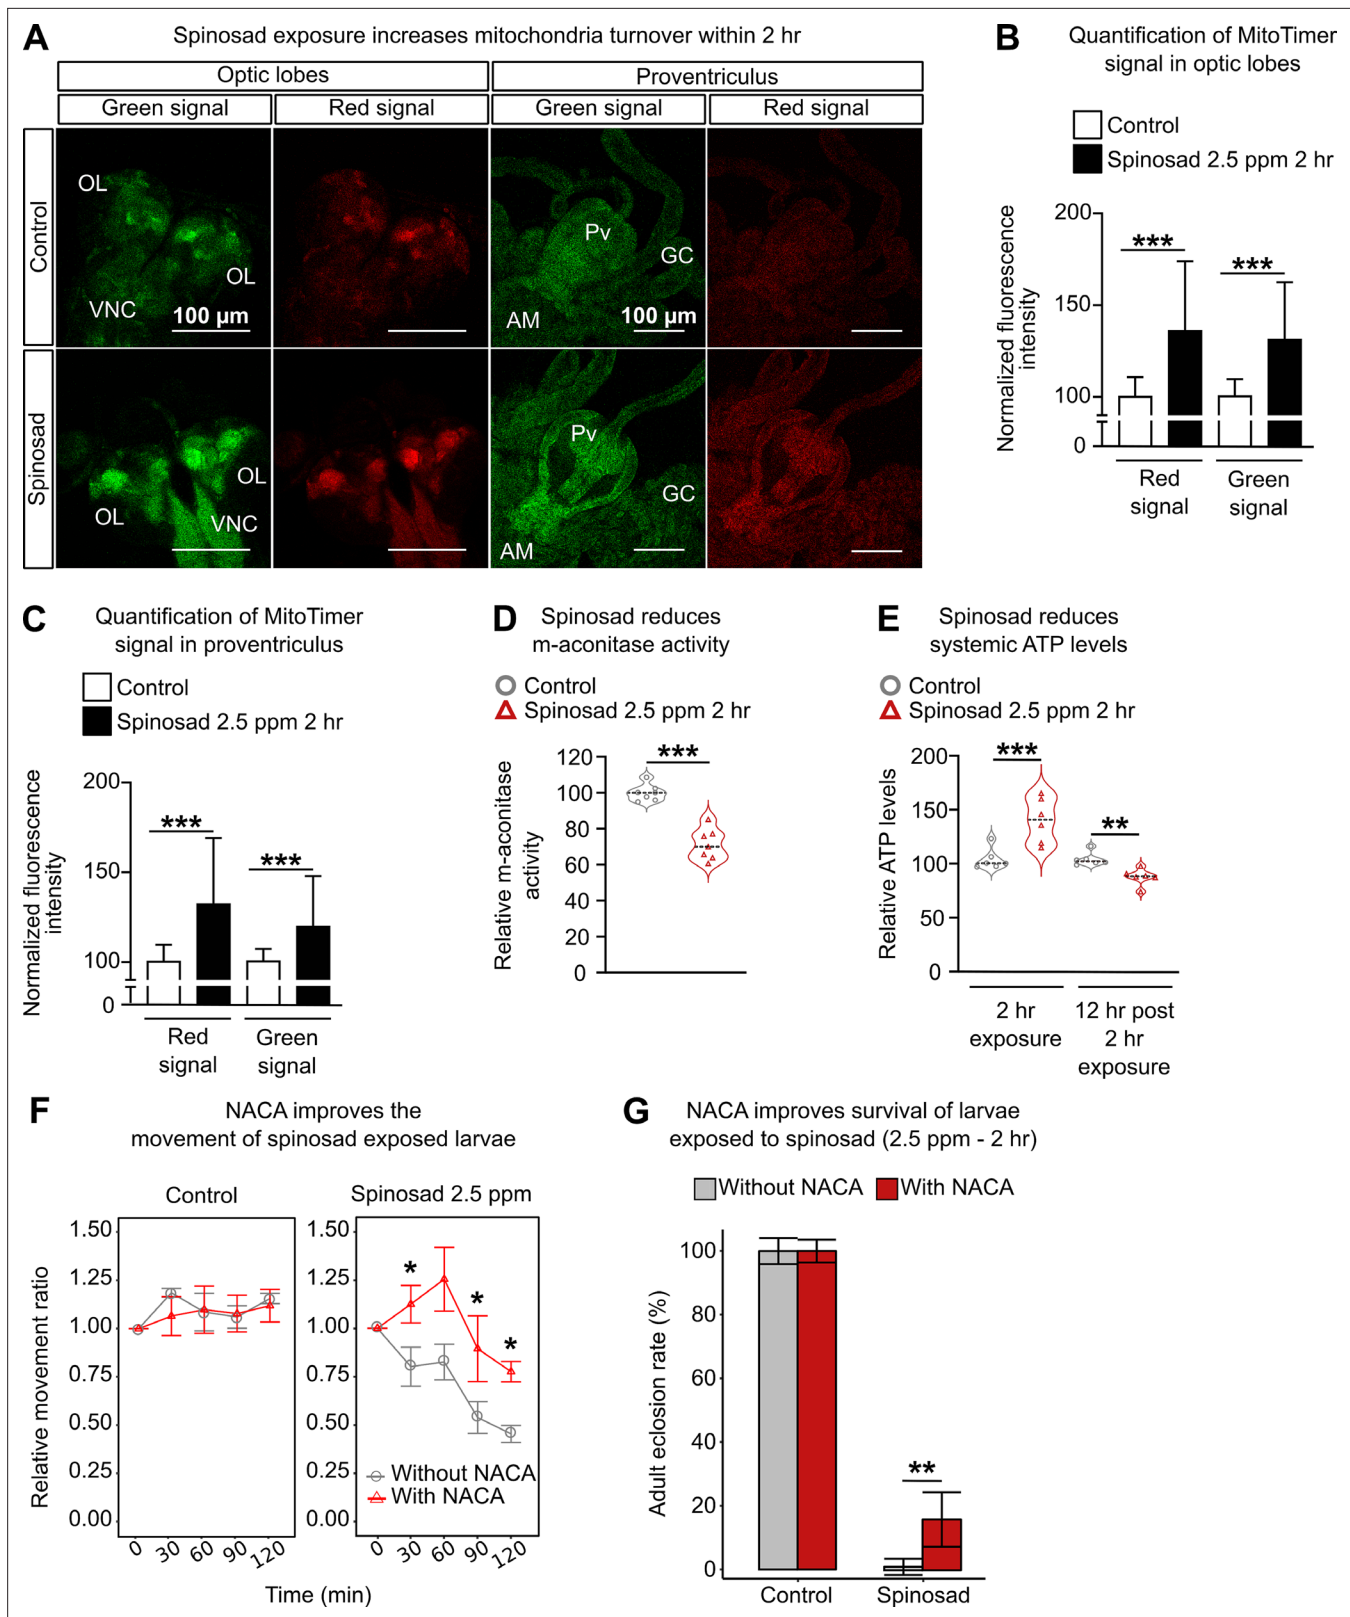 A
Spinosad exposure increases mitochondria turnover within 2 hr
Optic lobes
Proventriculus
Green signal
Red signal
Green signal
Red signal
Control
OL
OL
VNC
100 µm
Pv
GC
AM
100 µm
Spinosad
OL
OL
VNC
Pv
GC
AM
B
Quantification of MitoTimer
signal in optic lobes
Control
Spinosad 2.5 ppm 2 hr
Normalized fluorescence
intensity
200
150
100
0
***
***
Red
signal
Green
signal
C
Quantification of MitoTimer
signal in proventriculus
Control
Spinosad 2.5 ppm 2 hr
Normalized fluorescence
intensity
200
150
100
0
***
***
Red
signal
Green
signal
D
Spinosad reduces
m-aconitase activity
Control
Spinosad 2.5 ppm 2 hr
Relative m-aconitase
activity
120
100
80
60
40
20
0
***
E
Spinosad reduces
systemic ATP levels
Control
Spinosad 2.5 ppm 2 hr
Relative ATP levels
200
150
100
50
0
***
**
2 hr
exposure
12 hr post
2 hr
exposure
F
NACA improves the
movement of spinosad exposed larvae
Control
Spinosad 2.5 ppm
Relative movement ratio
1.50
1.25
1.00
0.75
0.50
0.25
0.00
1.50
1.25
1.00
0.75
0.50
0.25
0.00
*
*
*
Without NACA
With NACA
0
30
60
90
120
0
30
60
90
120
Time (min)
G
NACA improves survival of larvae
exposed to spinosad (2.5 ppm - 2 hr)
Without NACA
With NACA
Adult eclosion rate (%)
100
80
60
40
20
0
**
Control
Spinosad